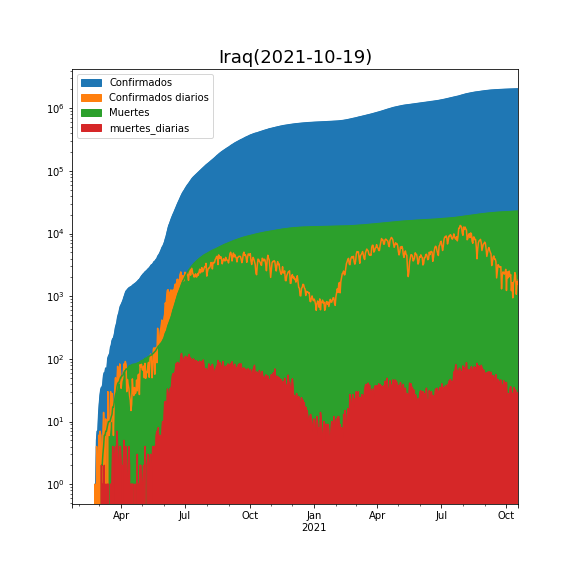 Iraq(2021-10-19)
Confirmados
Confirmados diarios
Muertes
muertes_diarias
10^6
10^5
10^4
10^3
10^2
10^1
10^0
Apr Jul Oct Jan Apr Jul Oct
2021